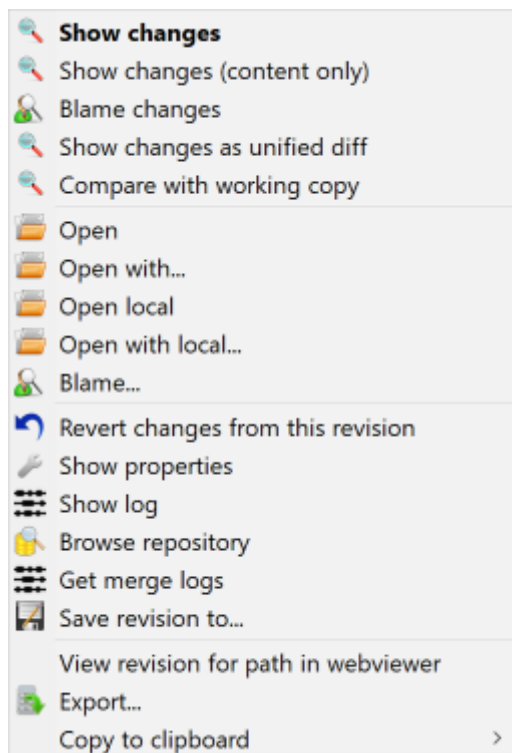 Show changes
Show changes (content only)
Blame changes
Show changes as unified diff
Compare with working copy
Open
Open with...
Open local
Open with local...
Blame...
Revert changes from this revision
Show properties
Show log
Browse repository
Get merge logs
Save revision to...
View revision for path in webviewer
Export...
Copy to clipboard